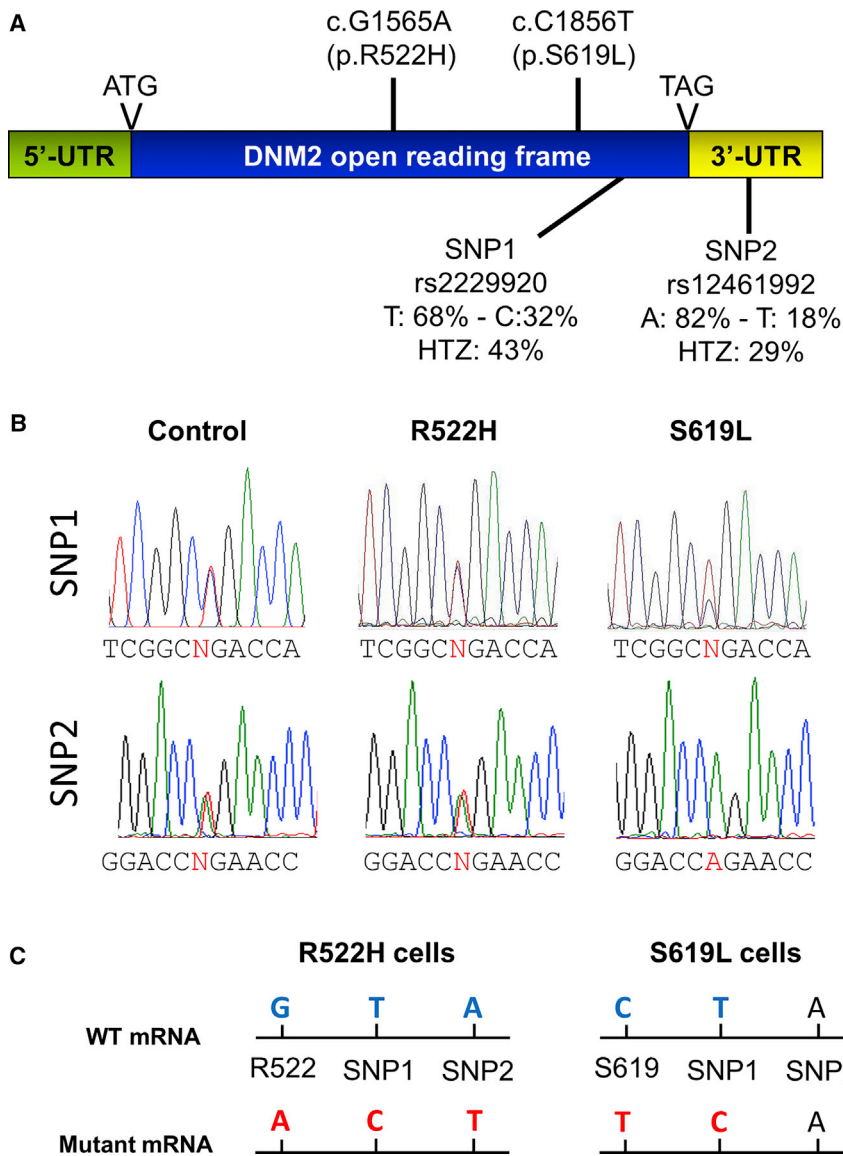 A
c.G1565A
(p.R522H)
c.C1856T
(p.S619L)
ATG
TAG
5’-UTR
DNM2 open reading frame
3’-UTR
SNP1
rs2229920
T: 68% - C:32%
HTZ: 43%
SNP2
rs12461992
A: 82% - T: 18%
HTZ: 29%
B
Control
R522H
S619L
SNP1
TCGGCNGACCA
TCGGCNGACCA
TCGGCNGACCA
SNP2
GGACCNGAACC
GGACCNGAACC
GGACCAGAACC
C
R522H cells
S619L cells
G T A
C T A
WT mRNA
R522 SNP1 SNP2
S619 SNP1 SNP
A C T
T C A
Mutant mRNA